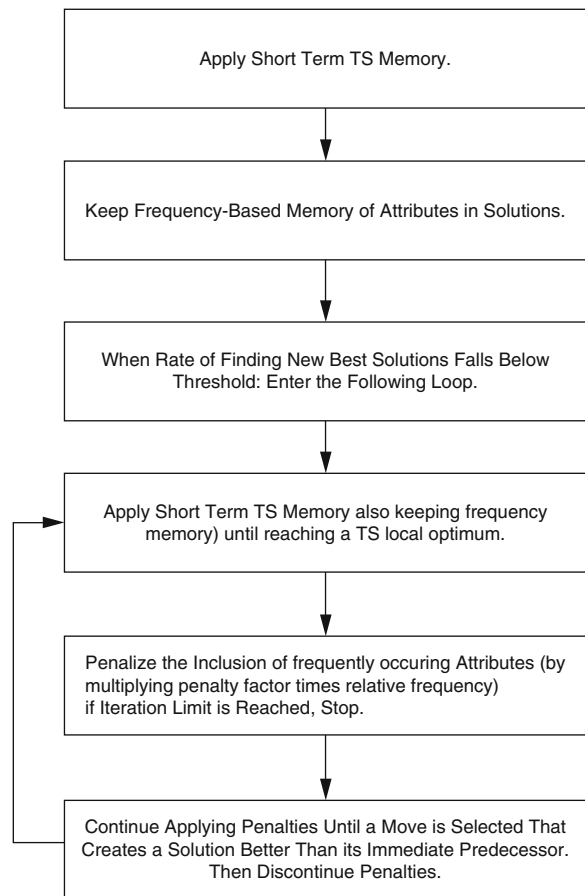 Apply Short Term TS Memory.
Keep Frequency-Based Memory of Attributes in Solutions.
When Rate of Finding New Best Solutions Falls Below
Threshold: Enter the Following Loop.
Apply Short Term TS Memory also keeping frequency
memory) until reaching a TS local optimum.
Penalize the Inclusion of frequently occuring Attributes (by
multiplying penalty factor times relative frequency)
if Iteration Limit is Reached, Stop.
Continue Applying Penalties Until a Move is Selected That
Creates a Solution Better Than its Immediate Predecessor.
Then Discontinue Penalties.